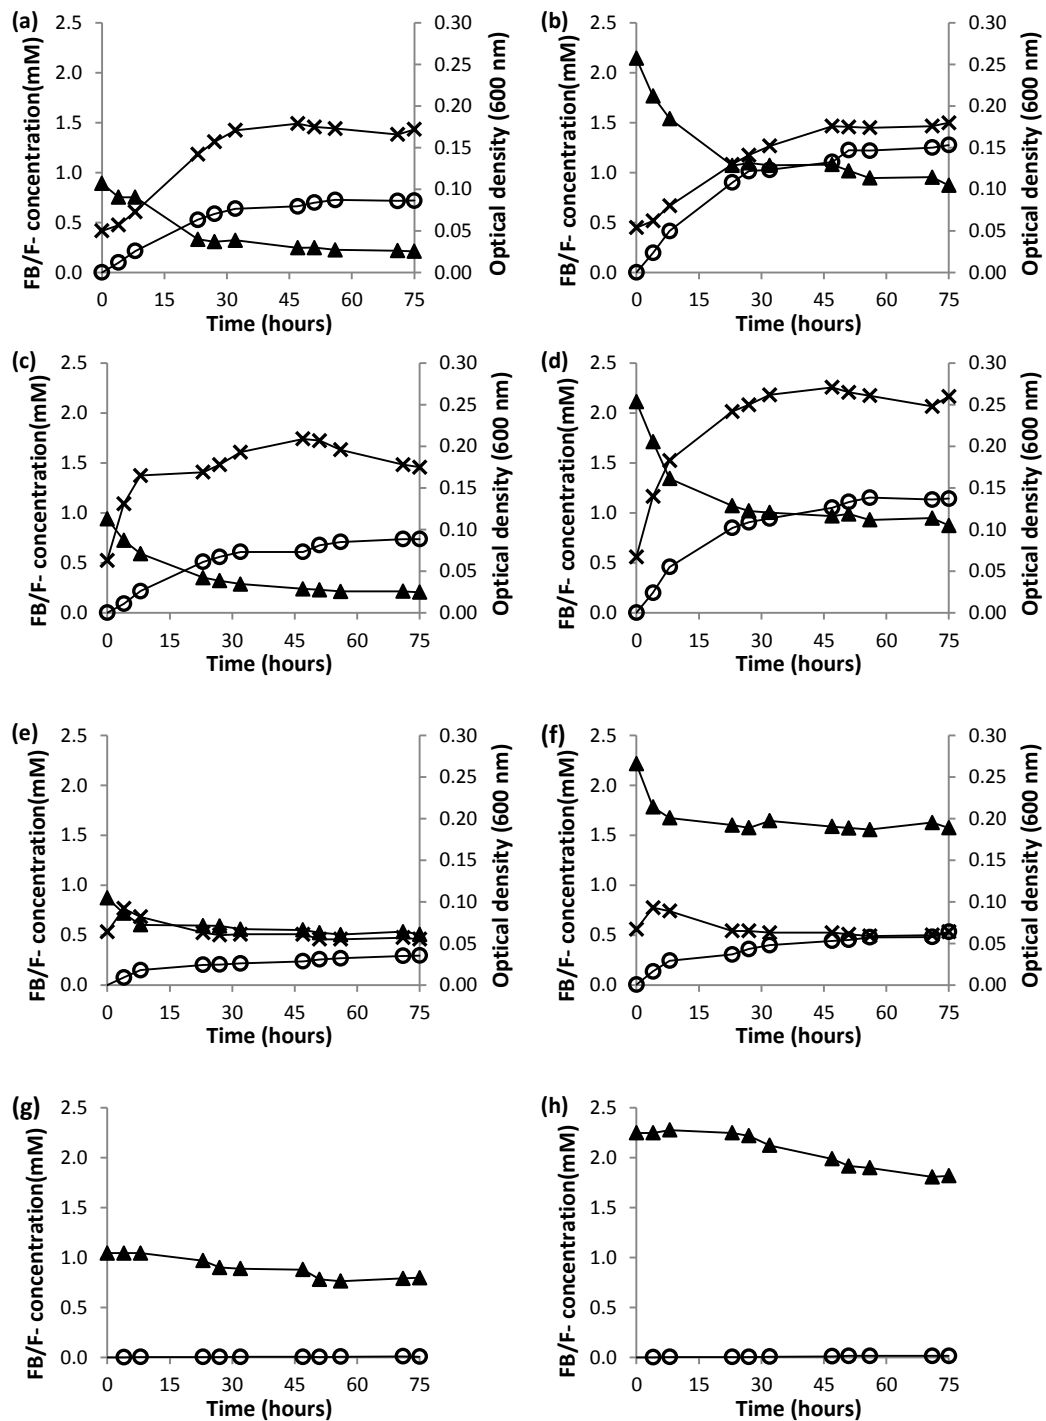 (a)
FB/F- concentration(mM)
2.5
2.0
1.5
1.0
0.5
0.0
0 15 30 45 60 75
Time (hours)
0.30
0.25
0.20
0.15
0.10
0.05
0.00
Optical density (600 nm)
(b)
FB/F- concentration(mM)
2.5
2.0
1.5
1.0
0.5
0.0
0 15 30 45 60 75
Time (hours)
0.30
0.25
0.20
0.15
0.10
0.05
0.00
Optical density (600 nm)
(c)
FB/F- concentration(mM)
2.5
2.0
1.5
1.0
0.5
0.0
0 15 30 45 60 75
Time (hours)
0.30
0.25
0.20
0.15
0.10
0.05
0.00
Optical density (600 nm)
(d)
FB/F- concentration(mM)
2.5
2.0
1.5
1.0
0.5
0.0
0 15 30 45 60 75
Time (hours)
0.30
0.25
0.20
0.15
0.10
0.05
0.00
Optical density (600 nm)
(e)
FB/F- concentration(mM)
2.5
2.0
1.5
1.0
0.5
0.0
0 15 30 45 60 75
Time (hours)
0.30
0.25
0.20
0.15
0.10
0.05
0.00
Optical density (600 nm)
(f)
FB/F- concentration(mM)
2.5
2.0
1.5
1.0
0.5
0.0
0 15 30 45 60 75
Time (hours)
0.30
0.25
0.20
0.15
0.10
0.05
0.00
Optical density (600 nm)
(g)
FB/F- concentration(mM)
2.5
2.0
1.5
1.0
0.5
0.0
0 15 30 45 60 75
Time (hours)
(h)
FB/F- concentration(mM)
2.5
2.0
1.5
1.0
0.5
0.0
0 15 30 45 60 75
Time (hours)